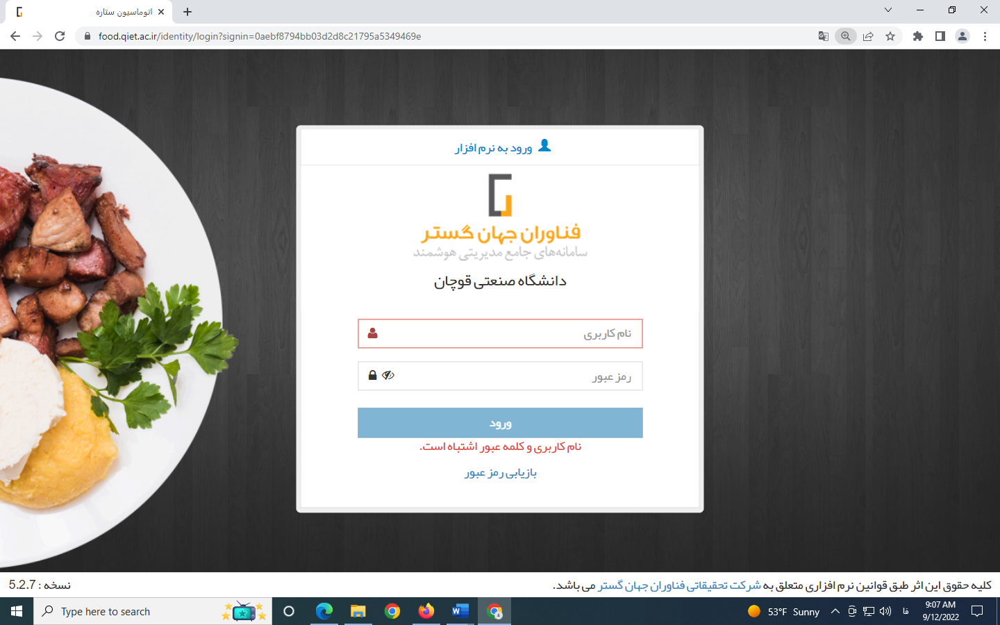 اتوماسیون ستاره
food.qiet.ac.ir/identity/login?signin=0aebf8794bb03d2d8c21795a5349469e
ورود به نرم افزار
فناوران جهان گستر
سامانه‌های جامع مدیریتی هوشمند
دانشگاه صنعتی قوچان
نام کاربری
رمز عبور
ورود
نام کاربری و کلمه عبور اشتباه است.
بازیابی رمز عبور
کلیه حقوق این اثر طبق قوانین نرم افزاری متعلق به شرکت تحقیقاتی فناوران جهان گستر می باشد.
نسخه : 5.2.7
Type here to search
53°F Sunny
فا
9:07 AM
9/12/2022